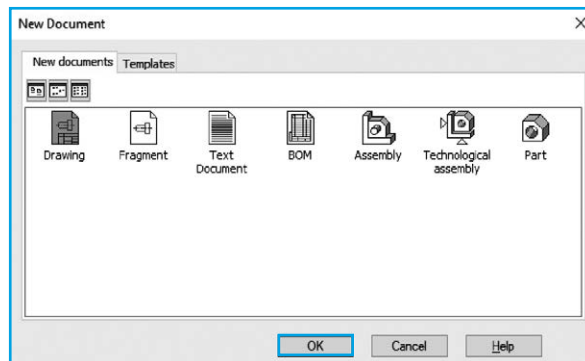 New Document
New documents Templates
Drawing Fragment Text BOM Assembly Technological Part
Document assembly
OK Cancel Help